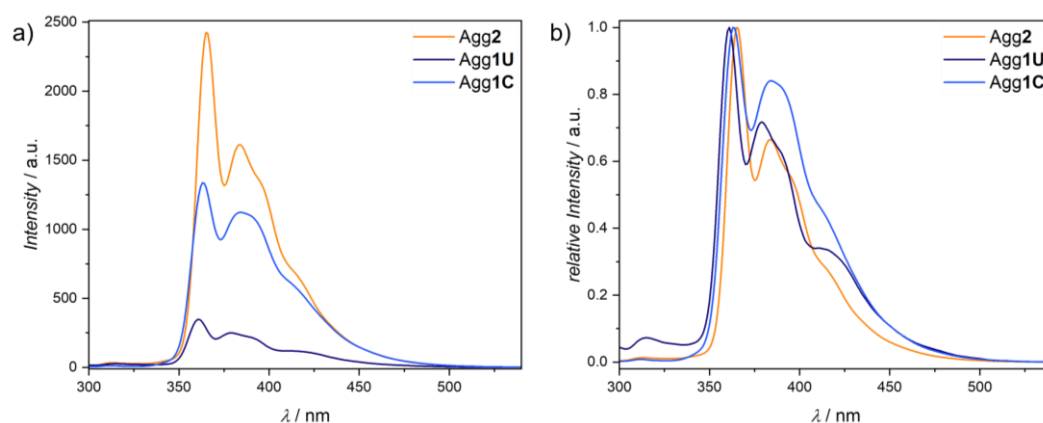 a)
Intensity / a.u.
2500
2000
1500
1000
500
0
300
350
400
450
500
λ / nm
Agg2
Agg1U
Agg1C
b)
relative Intensity / a.u.
1.0
0.8
0.6
0.4
0.2
0.0
300
350
400
450
500
λ / nm
Agg2
Agg1U
Agg1C